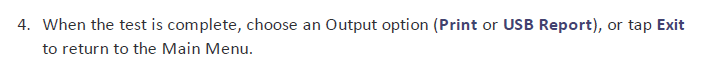 4. When the test is complete, choose an Output option (Print or USB Report), or tap Exit
to return to the Main Menu.